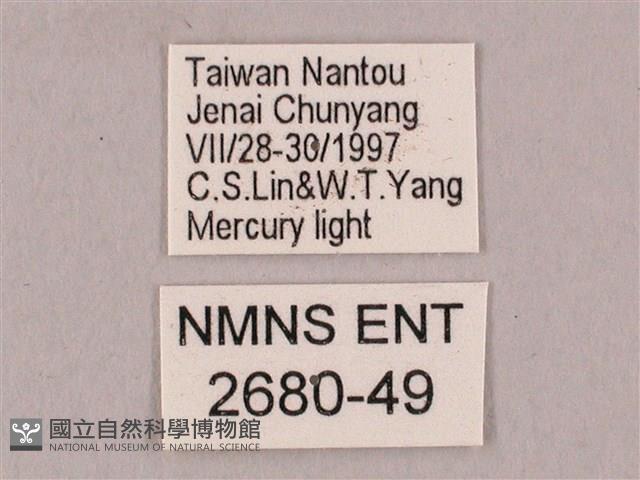 Taiwan Nantou
Jenai Chunyang
VII/28-30/1997
C.S.Lin&W.T.Yang
Mercury light
NMNS ENT
2680-49
國立自然科學博物館
NATIONAL MUSEUM OF NATURAL SCIENCE